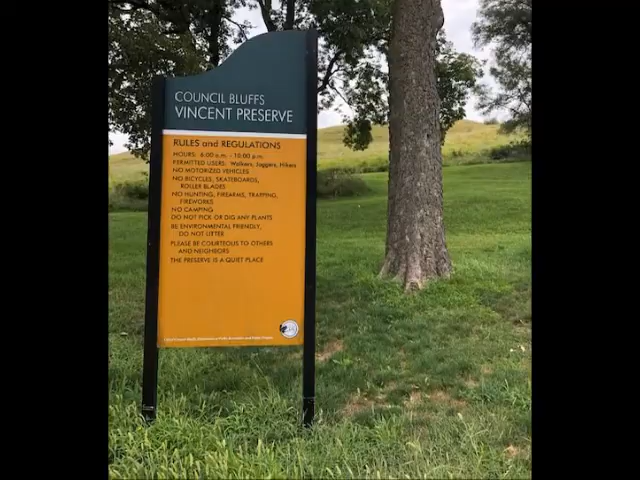 COUNCIL BLUFFS
VINCENT PRESERVE
RULES and REGULATIONS
HOURS: 6:00 a.m. - 10:00 p.m.
PERMITTED USERS: Walkers, Joggers, Hikers
NO MOTORIZED VEHICLES
NO BICYCLES, SKATEBOARDS,
ROLLER BLADES
NO HUNTING, FIREARMS, TRAPPING,
FIREWORKS
NO CAMPING
DO NOT PICK OR DIG ANY PLANTS
BE ENVIRONMENTAL FRIENDLY,
DO NOT LITTER
PLEASE BE COURTEOUS TO OTHERS
AND NEIGHBORS
THE PRESERVE IS A QUIET PLACE